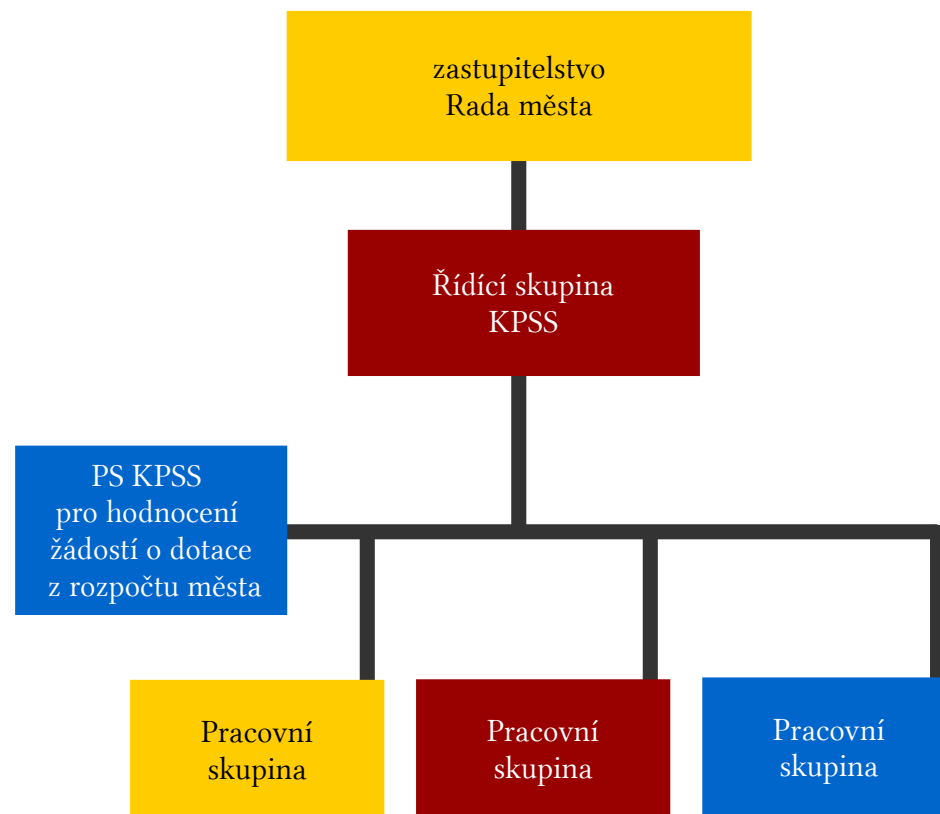 zastupitelstvo
Rada města
Řídící skupina
KPSS
PS KPSS
pro hodnocení
žádostí o dotace
z rozpočtu města
Pracovní
skupina
Pracovní
skupina
Pracovní
skupina